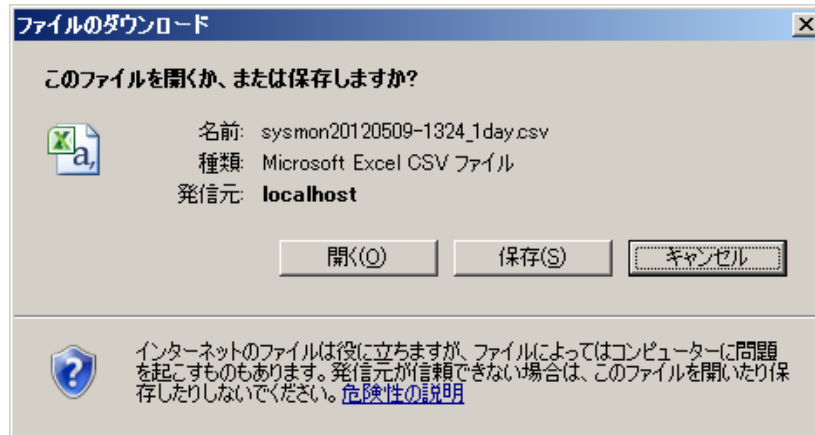 ファイルのダウンロード
このファイルを開くか、または保存しますか?
名前: sysmon20120509-1324_1day.csv
種類: Microsoft Excel CSV ファイル
発信元: localhost
開く(O) 保存(S) キャンセル
インターネットのファイルは役に立ちますが、ファイルによってはコンピューターに問題
を起こすものもあります。発信元が信頼できない場合は、このファイルを開いたり保
存したりしないでください。危険性の説明